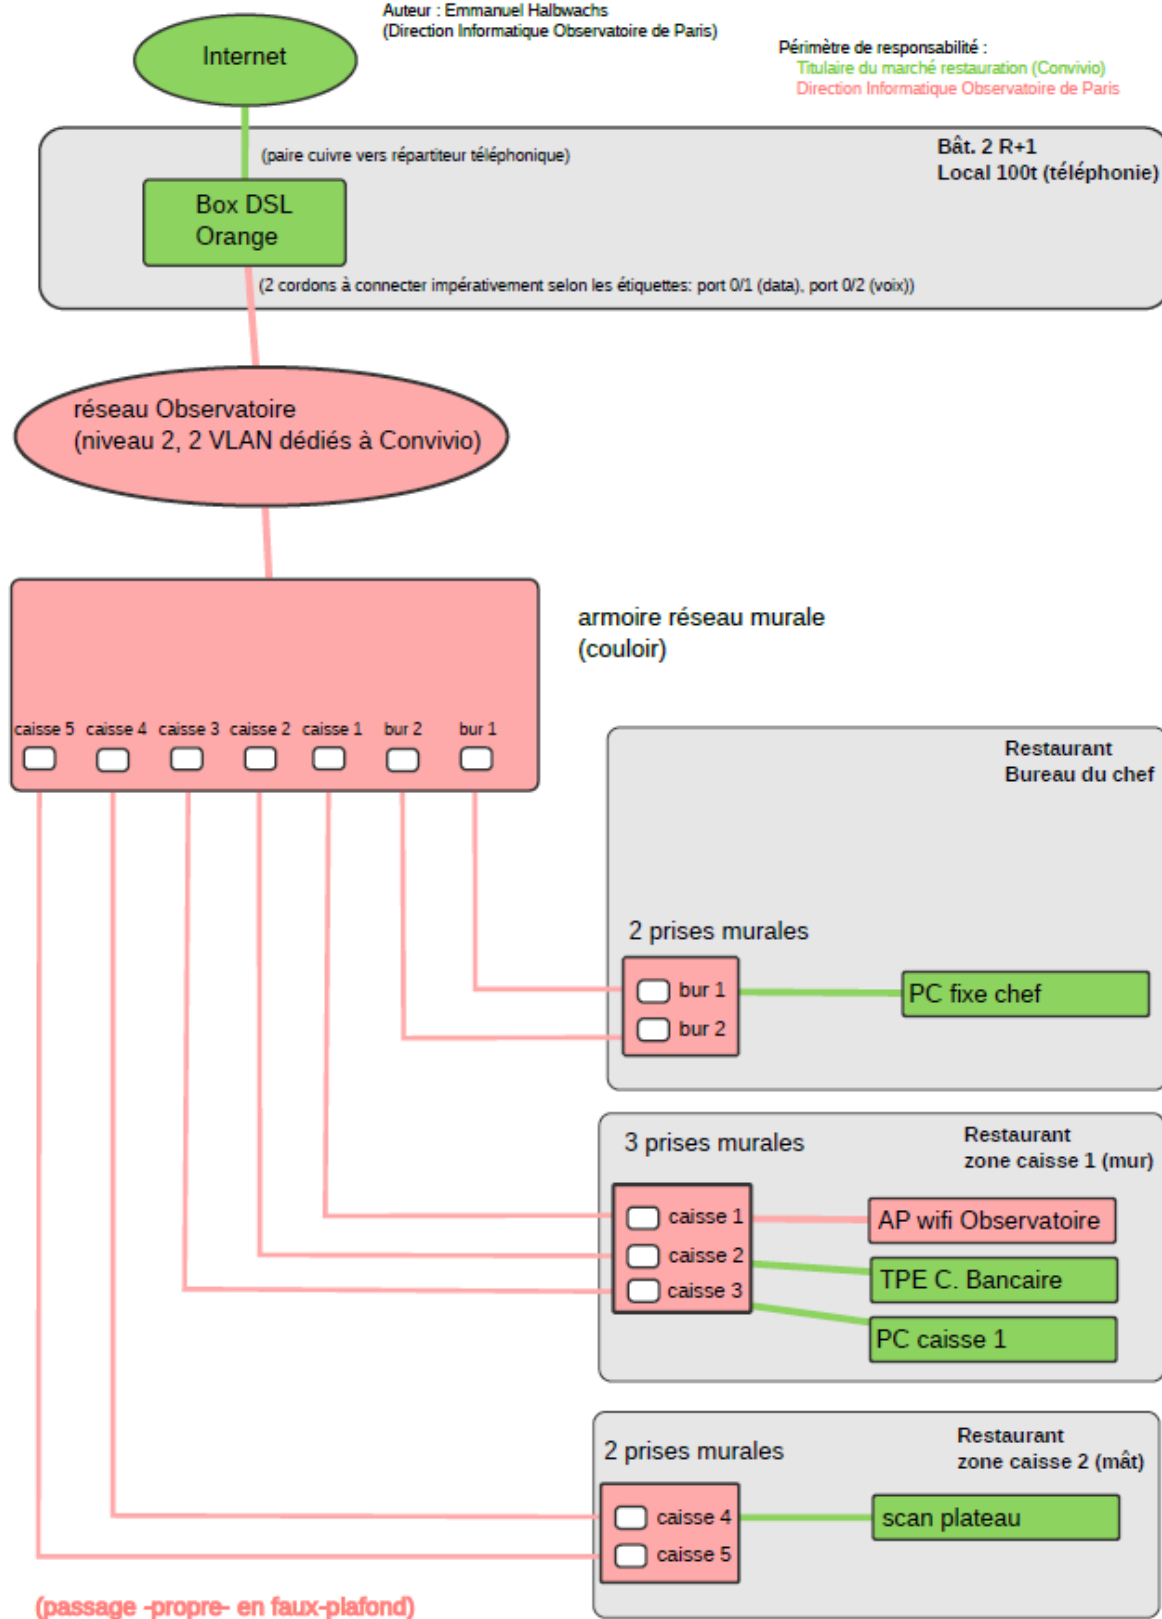 Auteur : Emmanuel Halbwachs
(Direction Informatique Observatoire de Paris)
Internet
Périmètre de responsabilité :
Titulaire du marché restauration (Convivio)
Direction Informatique Observatoire de Paris
(paire cuivre vers répartiteur téléphonique)
Bât. 2 R+1
Local 100t (téléphonie)
Box DSL
Orange
(2 cordons à connecter impérativement selon les étiquettes: port 0/1 (data), port 0/2 (voix))
réseau Observatoire
(niveau 2, 2 VLAN dédiés à Convivio)
armoire réseau murale
(couloir)
caisse 5 caisse 4 caisse 3 caisse 2 caisse 1 bur 2 bur 1
Restaurant
Bureau du chef
2 prises murales
bur 1
PC fixe chef
bur 2
3 prises murales
Restaurant
zone caisse 1 (mur)
caisse 1
AP wifi Observatoire
caisse 2
TPE C. Bancaire
caisse 3
PC caisse 1
2 prises murales
Restaurant
zone caisse 2 (mât)
caisse 4
scan plateau
caisse 5
(passage -propre- en faux-plafond)